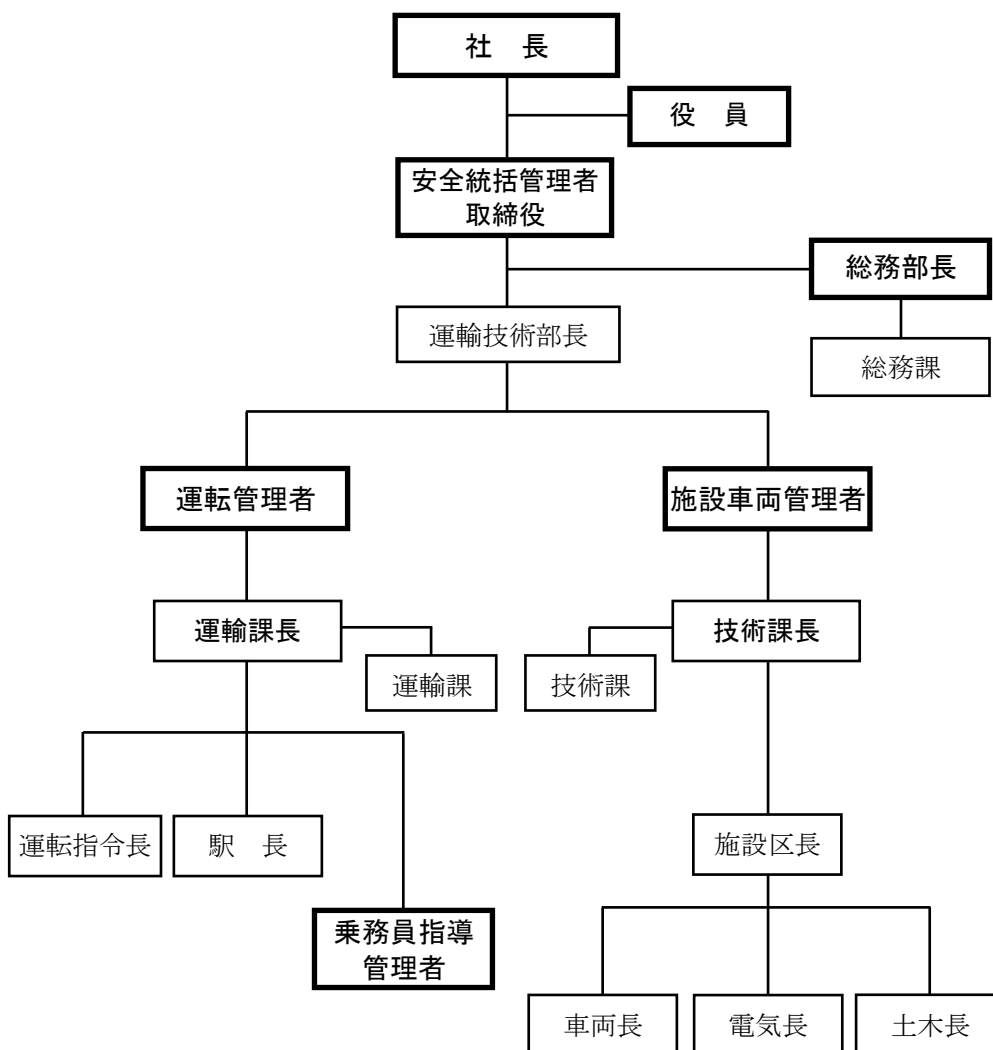 社　長
役　員
安全統括管理者
取締役
総務部長
運輸技術部長
総務課
運転管理者
施設車両管理者
運輸課長
技術課長
運輸課
技術課
運転指令長
駅　長
施設区長
乗務員指導
管理者
車両長
電気長
土木長